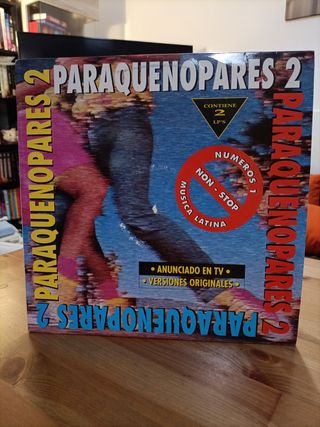 PARAQUENOPARES 2
CONTIENE
2
LP'S
PARAQUENOPARES 2
PARAQUENOPARES 2
NUMEROS 1
NON-STOP
MUSICA LATINA
• ANUNCIADO EN TV •
• VERSIONES ORIGINALES •
PARAQUENOPARES 2